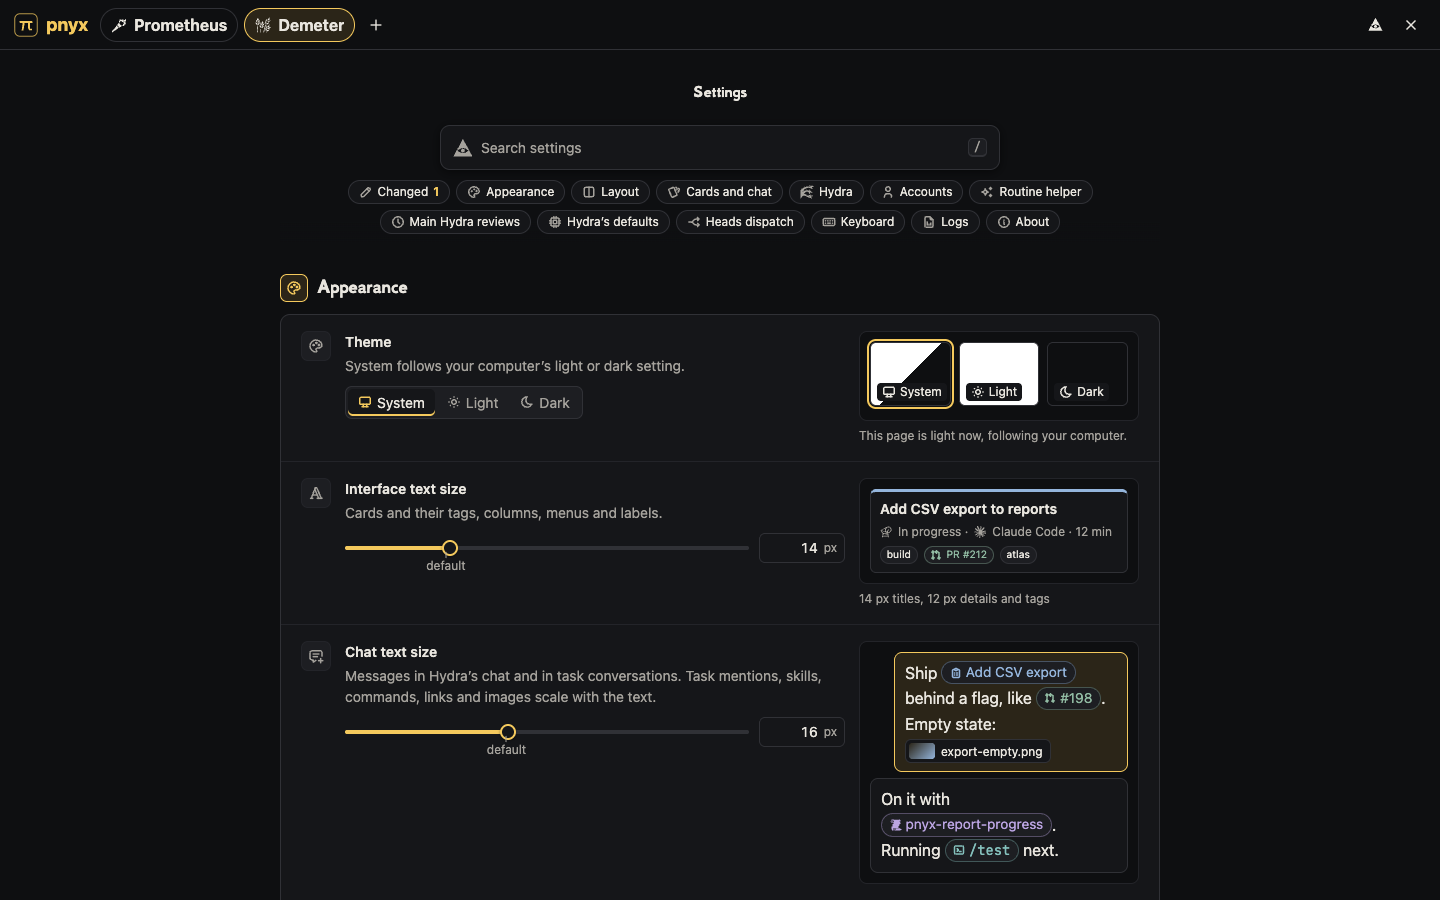 π pnyx Prometheus Demeter +
Settings
Search settings /
Changed 1 Appearance Layout Cards and chat Hydra Accounts Routine helper
Main Hydra reviews Hydra’s defaults Heads dispatch Keyboard Logs About
Appearance
Theme
System follows your computer’s light or dark setting.
System Light Dark
System Light Dark
This page is light now, following your computer.
Interface text size
Cards and their tags, columns, menus and labels.
14 px
default
Add CSV export to reports
In progress · Claude Code · 12 min
build PR #212 atlas
14 px titles, 12 px details and tags
Chat text size
Messages in Hydra’s chat and in task conversations. Task mentions, skills,
commands, links and images scale with the text.
16 px
default
Ship Add CSV export
behind a flag, like #198.
Empty state:
export-empty.png
On it with
pnyx-report-progress.
Running /test next.